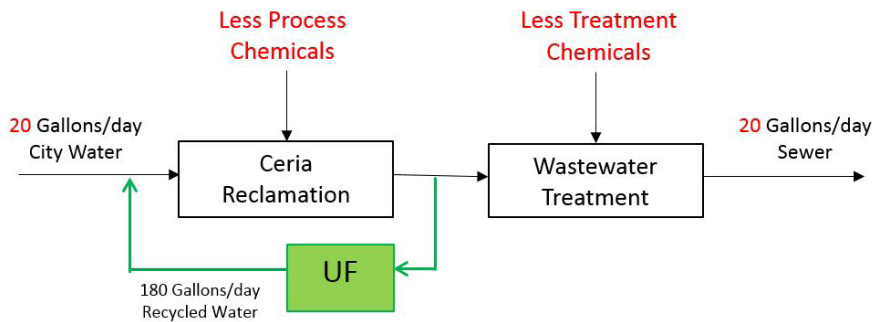 Less Process
Chemicals
Less Treatment
Chemicals
20 Gallons/day
City Water
20 Gallons/day
Sewer
Ceria
Reclamation
Wastewater
Treatment
UF
180 Gallons/day
Recycled Water